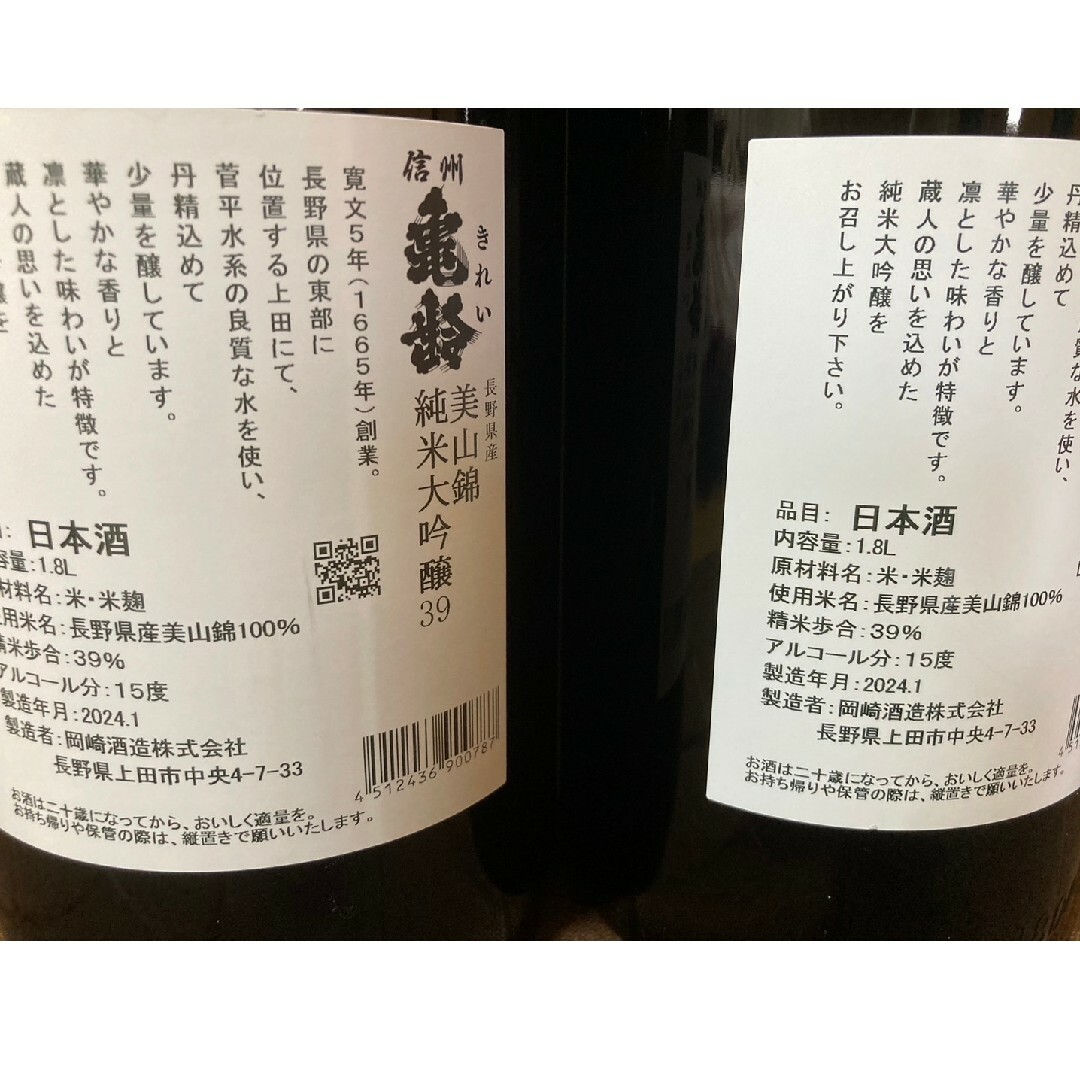 信州
亀齢
きれい
長野県産
美山錦
純米大吟醸39
寛文5年(1665年)創業。
長野県の東部に
位置する上田にて、
菅平水系の良質な水を使い、
丹精込めて
少量を醸しています。
華やかな香りと
凛とした味わいが特徴です。
蔵人の思いを込めた
日本酒
容量:1.8L
材料名:米・米麹
使用米名:長野県産美山錦100%
精米歩合:39%
アルコール分:15度
製造年月:2024.1
製造者:岡崎酒造株式会社
長野県上田市中央4-7-33
4512436900787
お酒は二十歳になってから、おいしく適量を。
お持ち帰りや保管の際は、縦置きで願いいたします。
質な水を使い、
丹精込めて
少量を醸しています。
華やかな香りと
凛とした味わいが特徴です。
蔵人の思いを込めた
純米大吟醸を
お召し上がり下さい。
品目:日本酒
内容量:1.8L
原材料名:米・米麹
使用米名:長野県産美山錦100%
精米歩合:39%
アルコール分:15度
製造年月:2024.1
製造者:岡崎酒造株式会社
長野県上田市中央4-7-33
お酒は二十歳になってから、おいしく適量を。
お持ち帰りや保管の際は、縦置きで願いいたします。